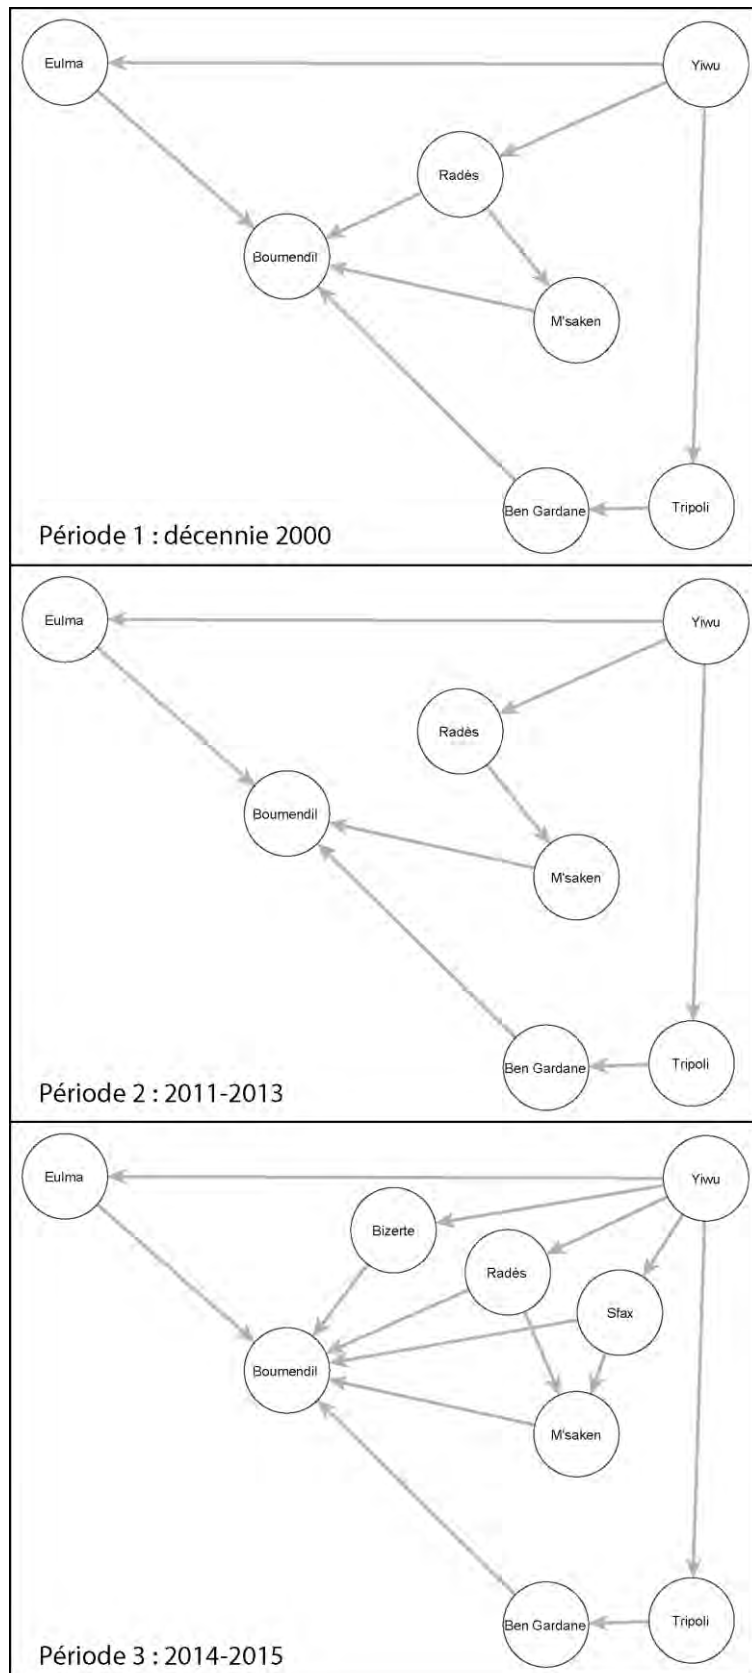 Eulma
Yiwu
Radès
Boumendil
M'saken
Ben Gardane
Tripoli
Période 1 : décennie 2000
Eulma
Yiwu
Radès
Boumendil
M'saken
Ben Gardane
Tripoli
Période 2 : 2011-2013
Eulma
Yiwu
Bizerte
Radès
Sfax
Boumendil
M'saken
Ben Gardane
Tripoli
Période 3 : 2014-2015